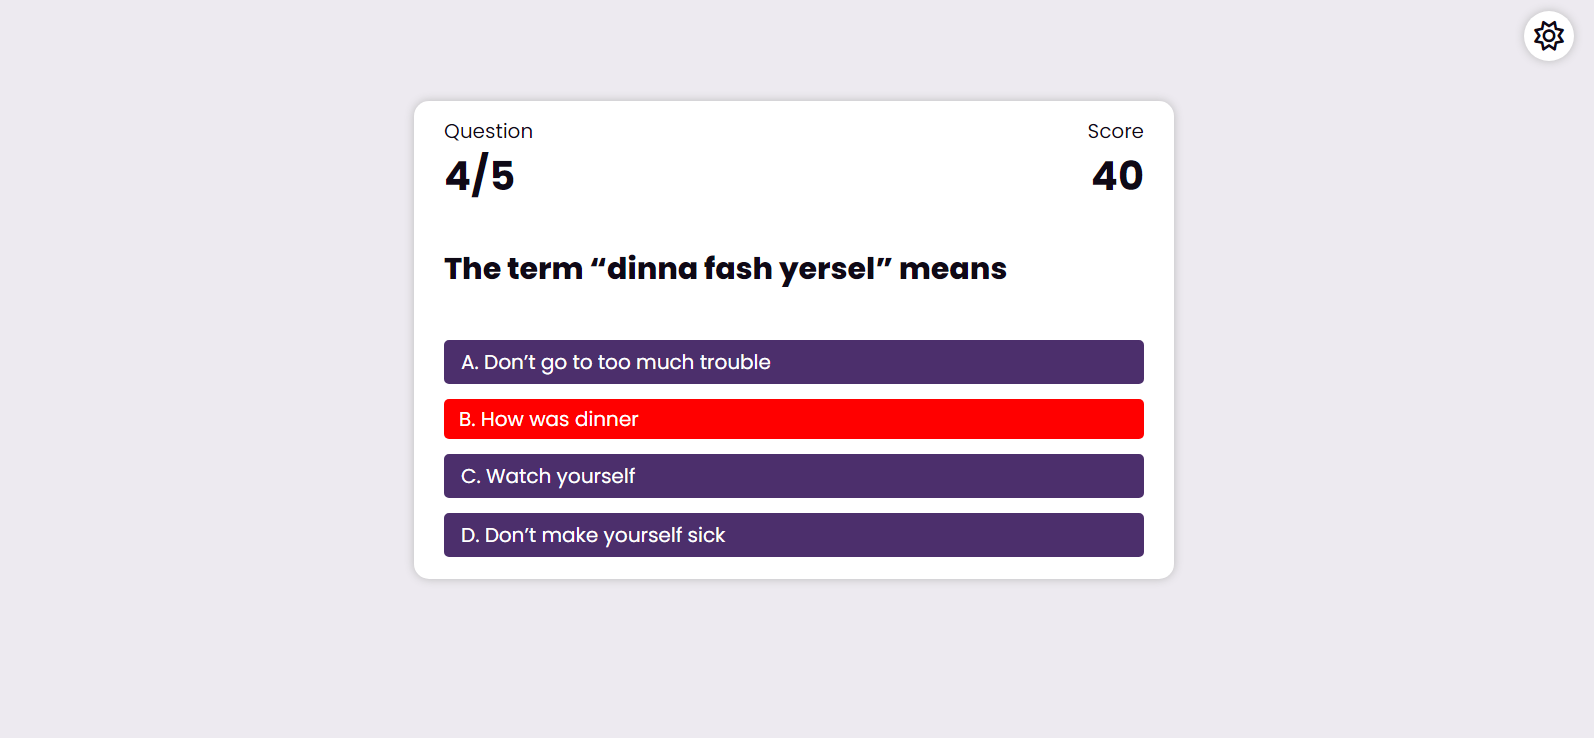 Question
Score
4/5
40
The term “dinna fash yersel” means
A. Don’t go to too much trouble
B. How was dinner
C. Watch yourself
D. Don’t make yourself sick